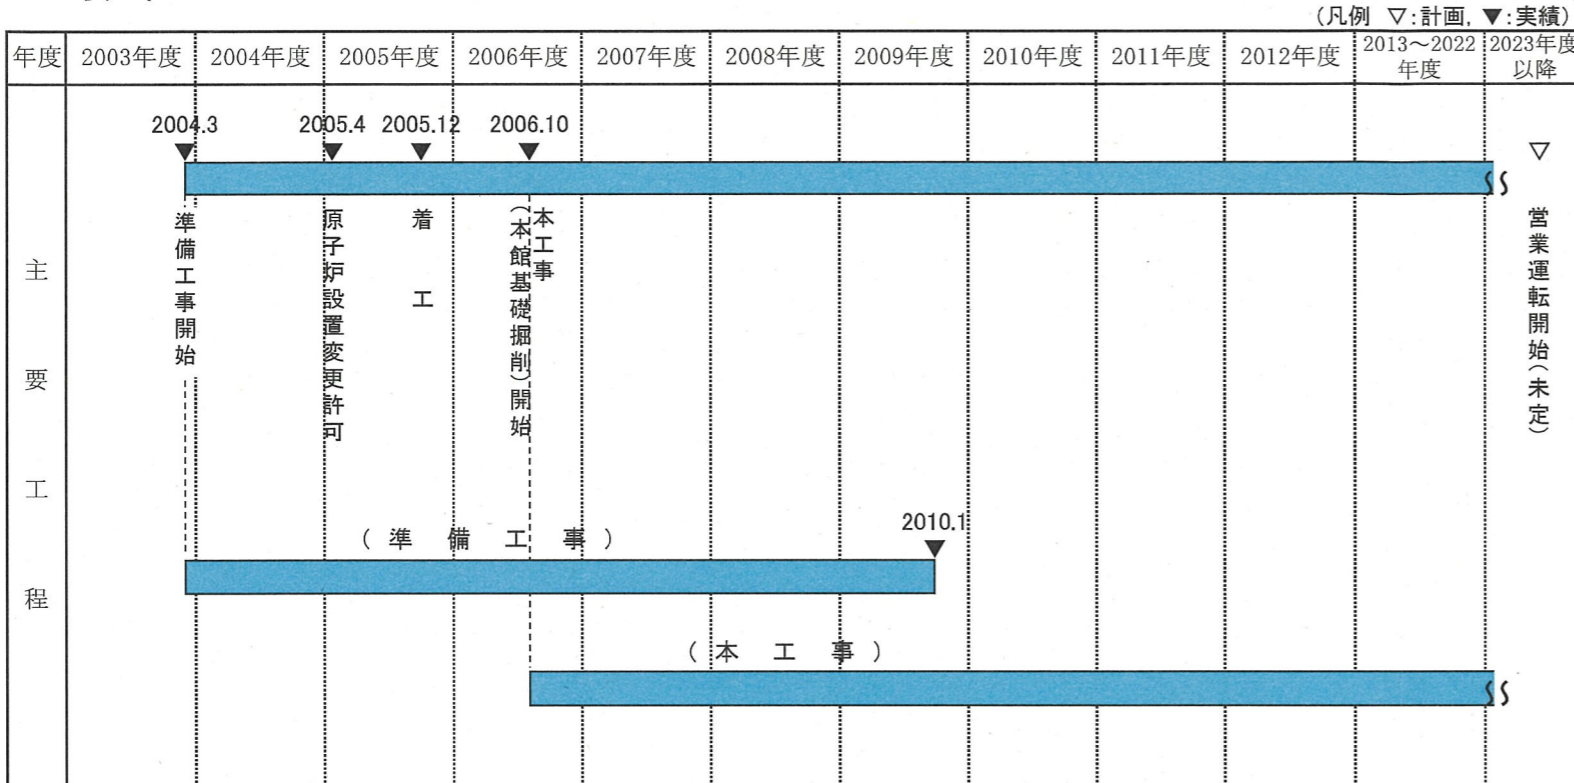 (凡例 ▽:計画, ▼:実績)
年度
2003年度
2004年度
2005年度
2006年度
2007年度
2008年度
2009年度
2010年度
2011年度
2012年度
2013～2022
年度
2023年度
以降
主要工程
2004.3
2005.4
2005.12
2006.10
▼
▼
▼
▼
▽
準備工事開始
原子炉設置変更許可
着工
本工事
(本館基礎掘削)開始
営業運転開始(未定)
(準備工事)
2010.1
▼
(本工事)